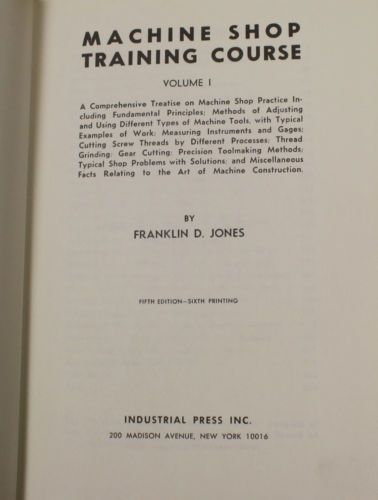 MACHINE SHOP
TRAINING COURSE
VOLUME I
A Comprehensive Treatise on Machine Shop Practice In-
cluding Fundamental Principles; Methods of Adjusting
and Using Different Types of Machine Tools, with Typical
Examples of Work; Measuring Instruments and Gages;
Cutting Screw Threads by Different Processes; Thread
Grinding; Gear Cutting; Precision Toolmaking Methods;
Typical Shop Problems with Solutions; and Miscellaneous
Facts Relating to the Art of Machine Construction.
BY
FRANKLIN D. JONES
FIFTH EDITION—SIXTH PRINTING
INDUSTRIAL PRESS INC.
200 MADISON AVENUE, NEW YORK 10016